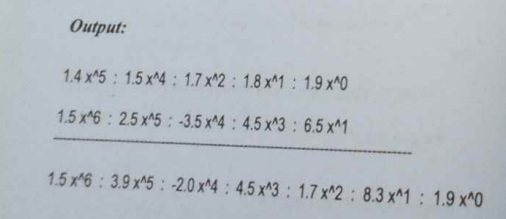 Output:
1.4 x^5 : 1.5 x^4 : 1.7 x^2 : 1.8 x^1 : 1.9 x^0
1.5 x^6 : 2.5 x^5 : -3.5 x^4 : 4.5 x^3 : 6.5 x^1
1.5 x^6 : 3.9 x^5 : -2.0 x^4 : 4.5 x^3 : 1.7 x^2 : 8.3 x^1 : 1.9 x^0